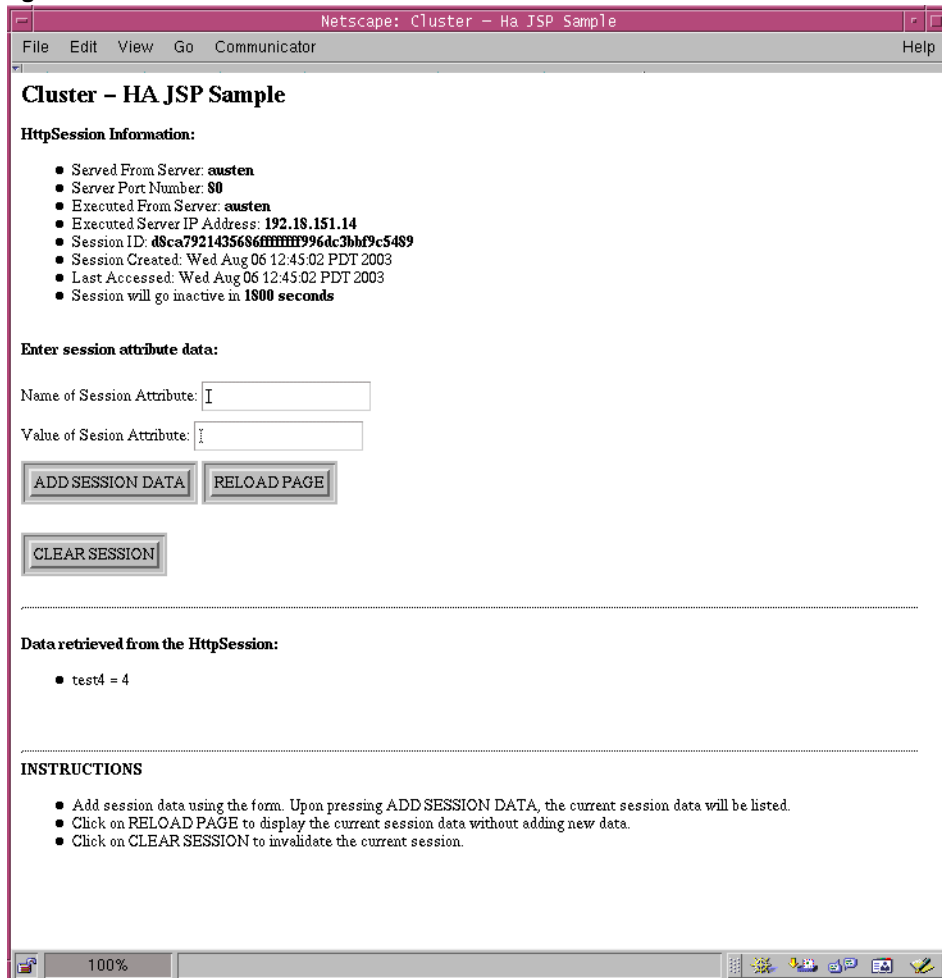 Netscape: Cluster – Ha JSP Sample
File Edit View Go Communicator Help
Cluster – HA JSP Sample
HttpSession Information:
Served From Server: austen
Server Port Number: 80
Executed From Server: austen
Executed Server IP Address: 192.18.151.14
Session ID: d8ca7921435686ffffffff996dc3bbf9c5489
Session Created: Wed Aug 06 12:45:02 PDT 2003
Last Accessed: Wed Aug 06 12:45:02 PDT 2003
Session will go inactive in 1800 seconds
Enter session attribute data:
Name of Session Attribute:
Value of Sesion Attribute:
ADD SESSION DATA RELOAD PAGE
CLEAR SESSION
Data retrieved from the HttpSession:
test4 = 4
INSTRUCTIONS
Add session data using the form. Upon pressing ADD SESSION DATA, the current session data will be listed.
Click on RELOAD PAGE to display the current session data without adding new data.
Click on CLEAR SESSION to invalidate the current session.
100%